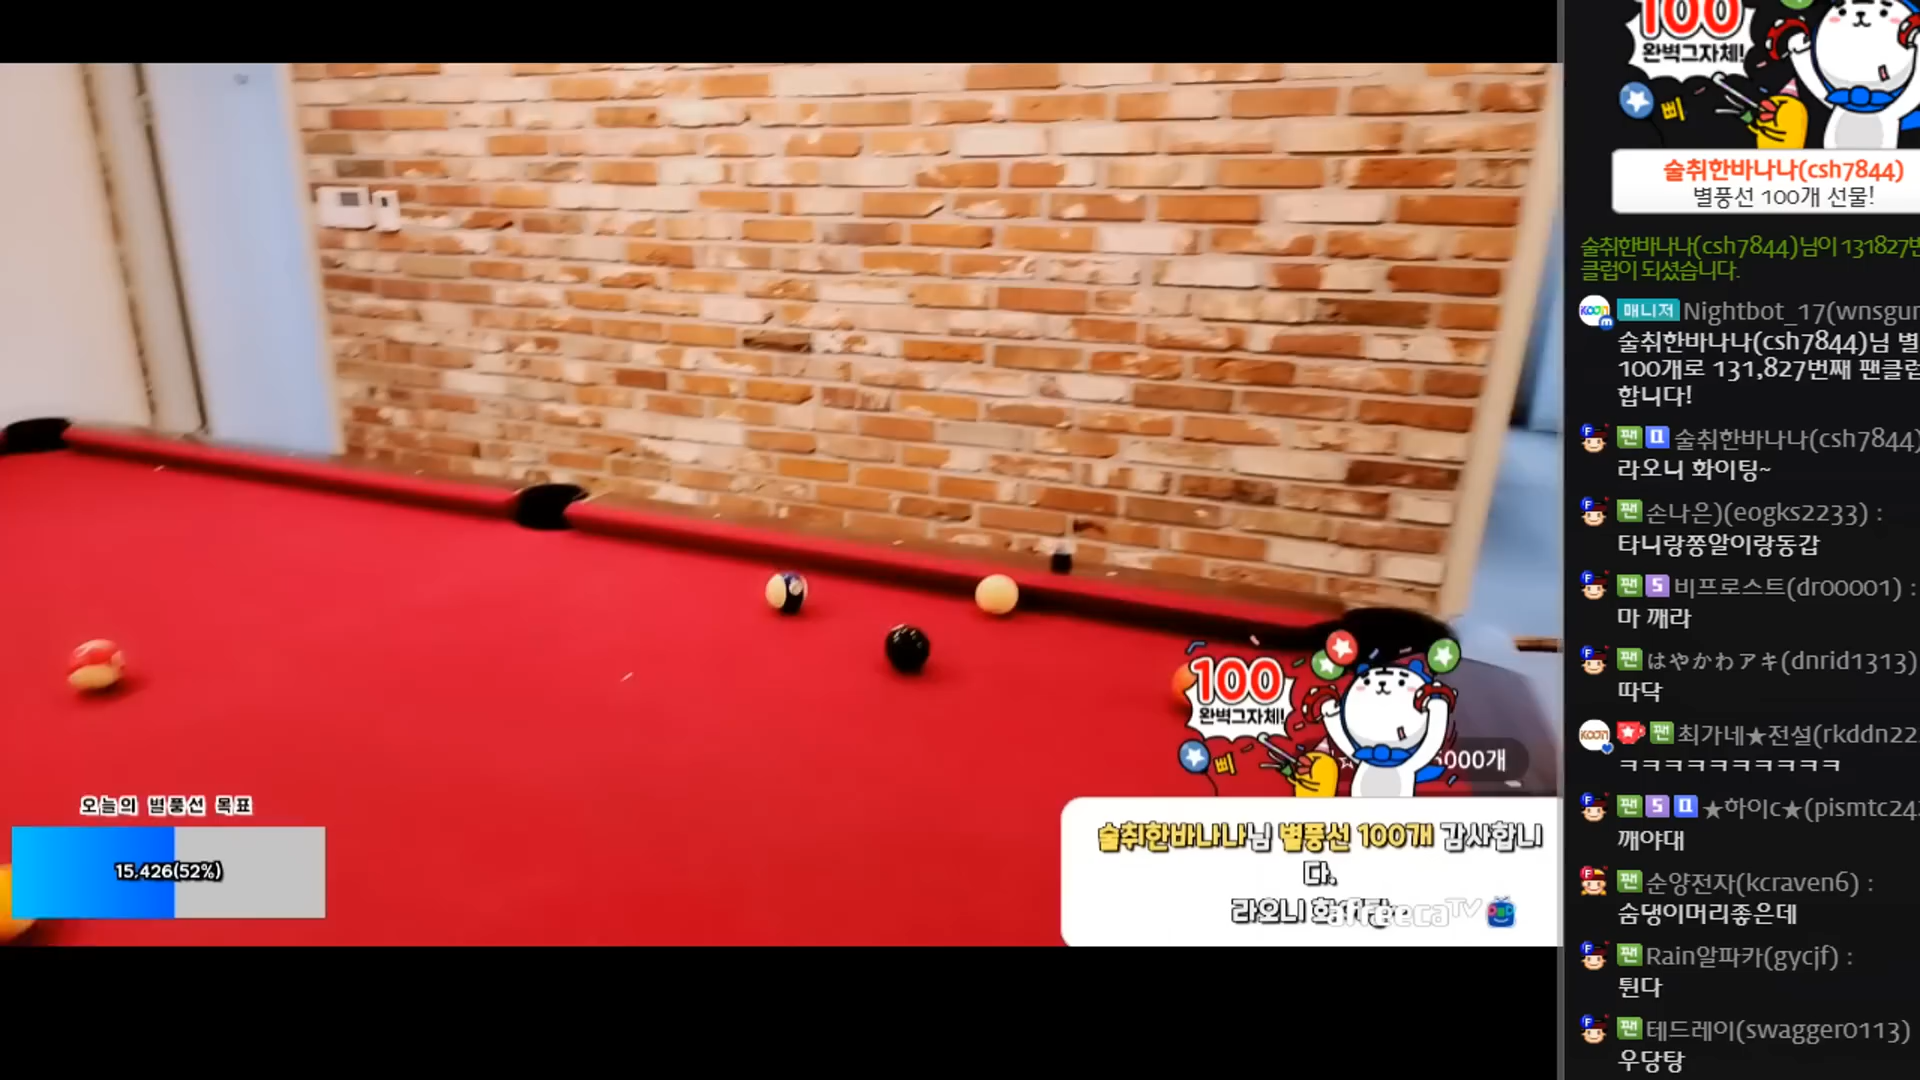 오늘의 별풍선 목표
15,426(52%)
100
완벽그자체!
삐
5000개
술취한바나나님 별풍선 100개 감사합니
다.
라오니 화이팅~
afreecaTV
100
완벽그자체!
삐
술취한바나나(csh7844)
별풍선 100개 선물!
술취한바나나(csh7844)님이 131827번
클럽이 되셨습니다.
매니저 Nightbot_17(wnsgur
술취한바나나(csh7844)님 별
100개로 131,827번째 팬클럽
합니다!
팬 술취한바나나(csh7844)
라오니 화이팅~
팬 손나은)(eogks2233) :
타니랑쫑알이랑동갑
팬 S 비프로스트(dr00001) :
마 깨라
팬 はやかわアキ(dnrid1313)
따닥
팬 최가네★전설(rkddn22
ㅋㅋㅋㅋㅋㅋㅋㅋㅋㅋ
팬 S ★하이c★(pismtc24
깨야대
팬 순양전자(kcraven6) :
숨댕이머리좋은데
팬 Rain알파카(gycjf) :
튄다
팬 테드레이(swagger0113)
우당탕